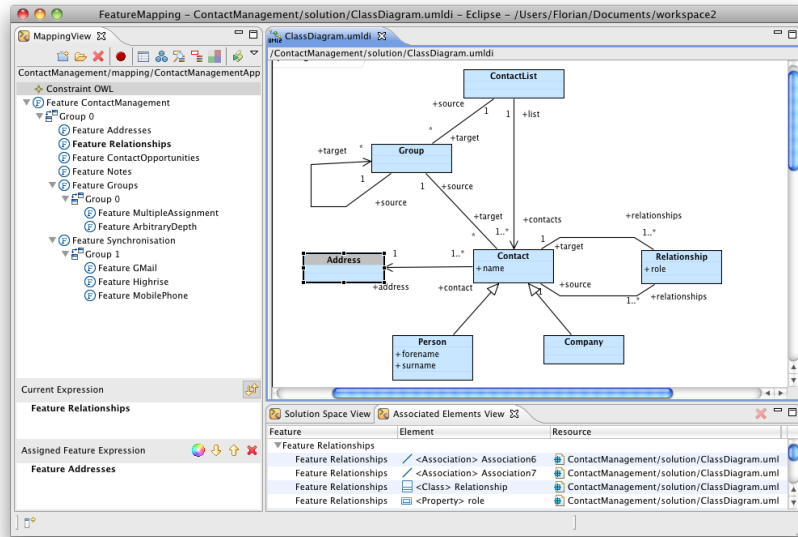 FeatureMapping - ContactManagement/solution/ClassDiagram.umldi - Eclipse - /Users/Florian/Documents/workspace2
MappingView
ContactManagement/mapping/ContactManagementApp
Constraint OWL
Feature ContactManagement
Group 0
Feature Addresses
Feature Relationships
Feature ContactOpportunities
Feature Notes
Feature Groups
Group 0
Feature MultipleAssignment
Feature ArbitraryDepth
Feature Synchronisation
Group 1
Feature GMail
Feature Highrise
Feature MobilePhone
Current Expression
Feature Relationships
Assigned Feature Expression
Feature Addresses
ClassDiagram.umldi
/ContactManagement/solution/ClassDiagram.umldi
ContactList
+source
1
1
+list
*
+target
+target
*
Group
1
1
+source
+source
+target
*
1..*
+contacts
+relationships
1
+target
1..*
Address
1
1..*
Contact
+name
Relationship
+role
+address
+contact
+source
1
1..*
+relationships
Person
+forename
+surname
Company
Solution Space View
Associated Elements View
Feature Element Resource
Feature Relationships
Feature Relationships <Association> Association6 ContactManagement/solution/ClassDiagram.uml
Feature Relationships <Association> Association7 ContactManagement/solution/ClassDiagram.uml
Feature Relationships <Class> Relationship ContactManagement/solution/ClassDiagram.uml
Feature Relationships <Property> role ContactManagement/solution/ClassDiagram.uml